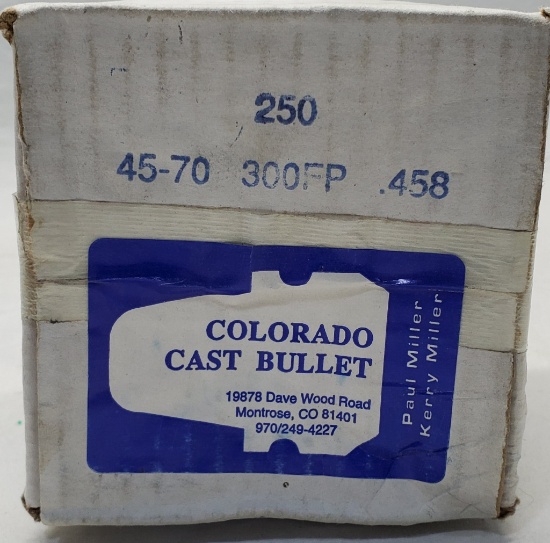 250
45-70 300FP .458
COLORADO
CAST BULLET
19878 Dave Wood Road
Montrose, CO 81401
970/249-4227
Paul Miller
Kerry Miller